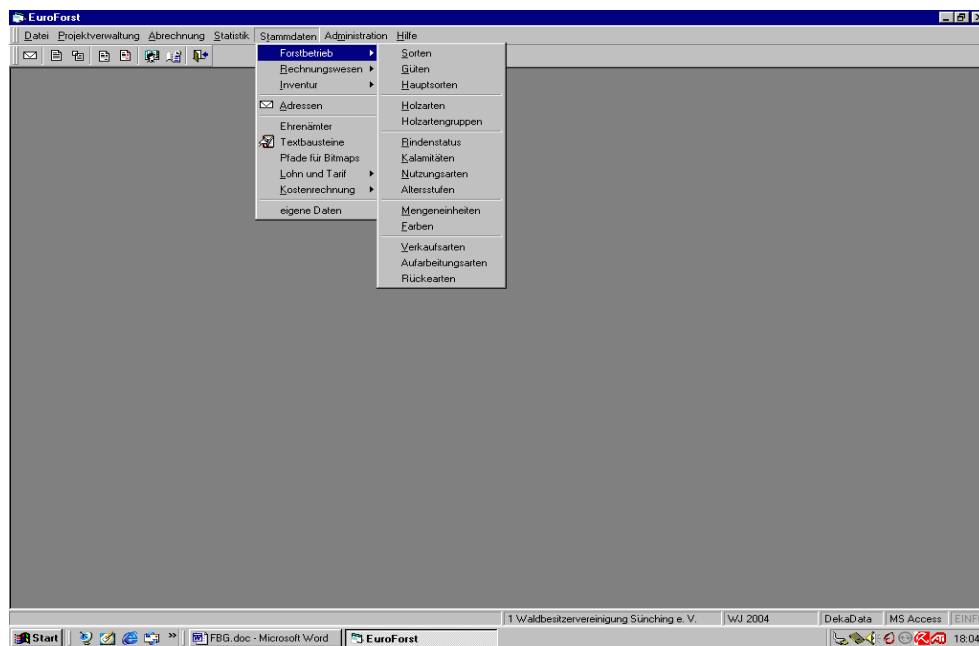 EuroForst
Datei Projektverwaltung Abrechnung Statistik Stammdaten Administration Hilfe
Forstbetrieb
Rechnungswesen
Inventur
Adressen
Ehrenämter
Textbausteine
Pfade für Bitmaps
Lohn und Tarif
Kostenrechnung
eigene Daten
Sorten
Güten
Hauptsorten
Holzarten
Holzartengruppen
Rindenstatus
Kalamitäten
Nutzungsarten
Altersstufen
Mengeneinheiten
Farben
Verkaufsarten
Aufarbeitungsarten
Rückearten
1 Waldbesitzervereinigung Sünching e. V. WJ 2004 DekaData MS Access EINF
Start » FBG.doc - Microsoft Word EuroForst 18:04